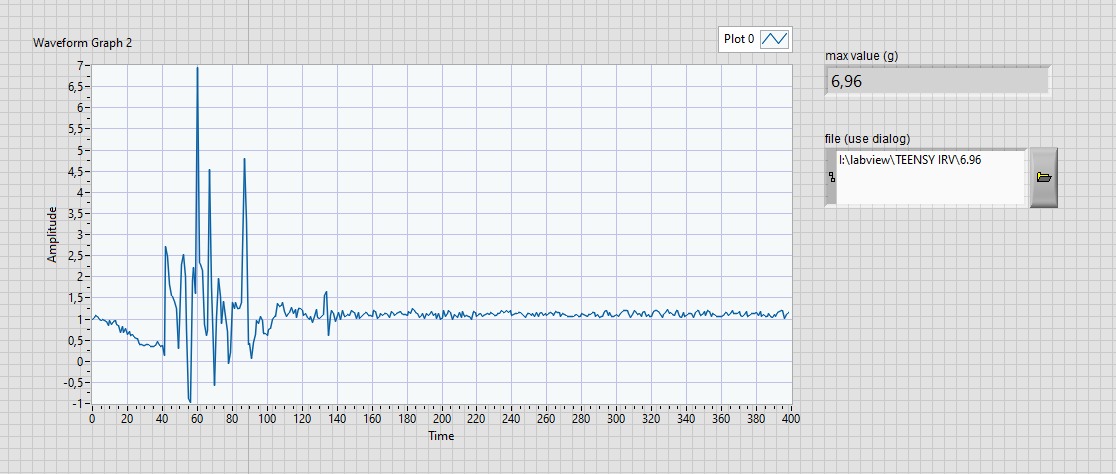 Waveform Graph 2
Plot 0
7
6,5
6
5,5
5
4,5
4
3,5
3
2,5
2
1,5
1
0,5
0
-0,5
-1
Amplitude
0 20 40 60 80 100 120 140 160 180 200 220 240 260 280 300 320 340 360 380 400
Time
max value (g)
6,96
file (use dialog)
I:\labview\TEENSY IRV\6.96